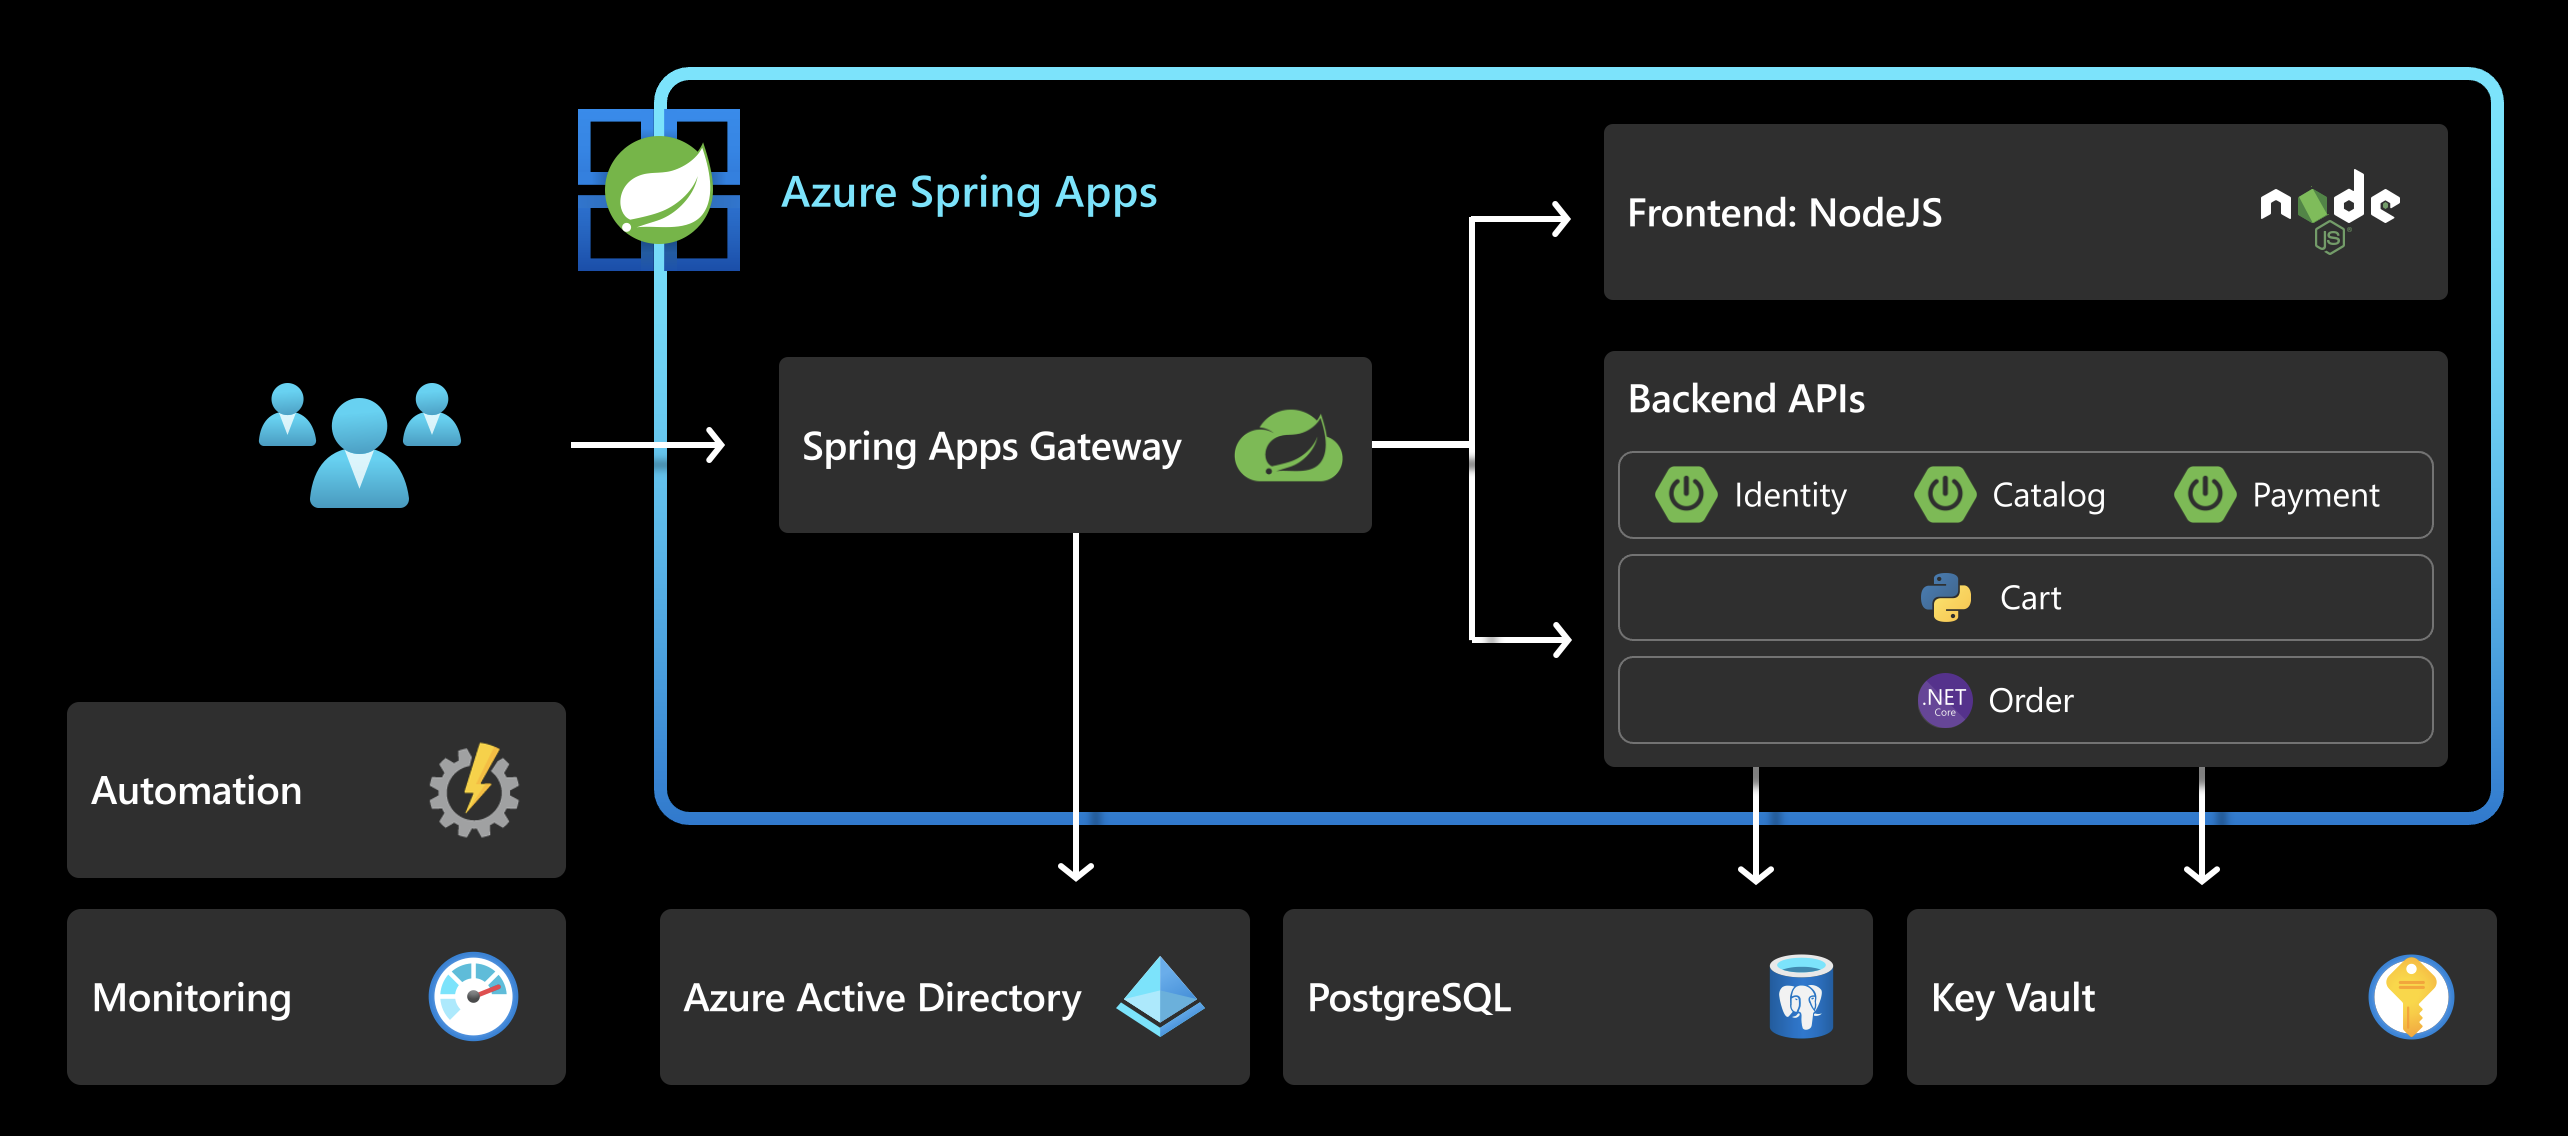 Azure Spring Apps
Frontend: NodeJS
node
JS
Spring Apps Gateway
Backend APIs
Identity
Catalog
Payment
Cart
.NET
Core
Order
Automation
Monitoring
Azure Active Directory
PostgreSQL
Key Vault